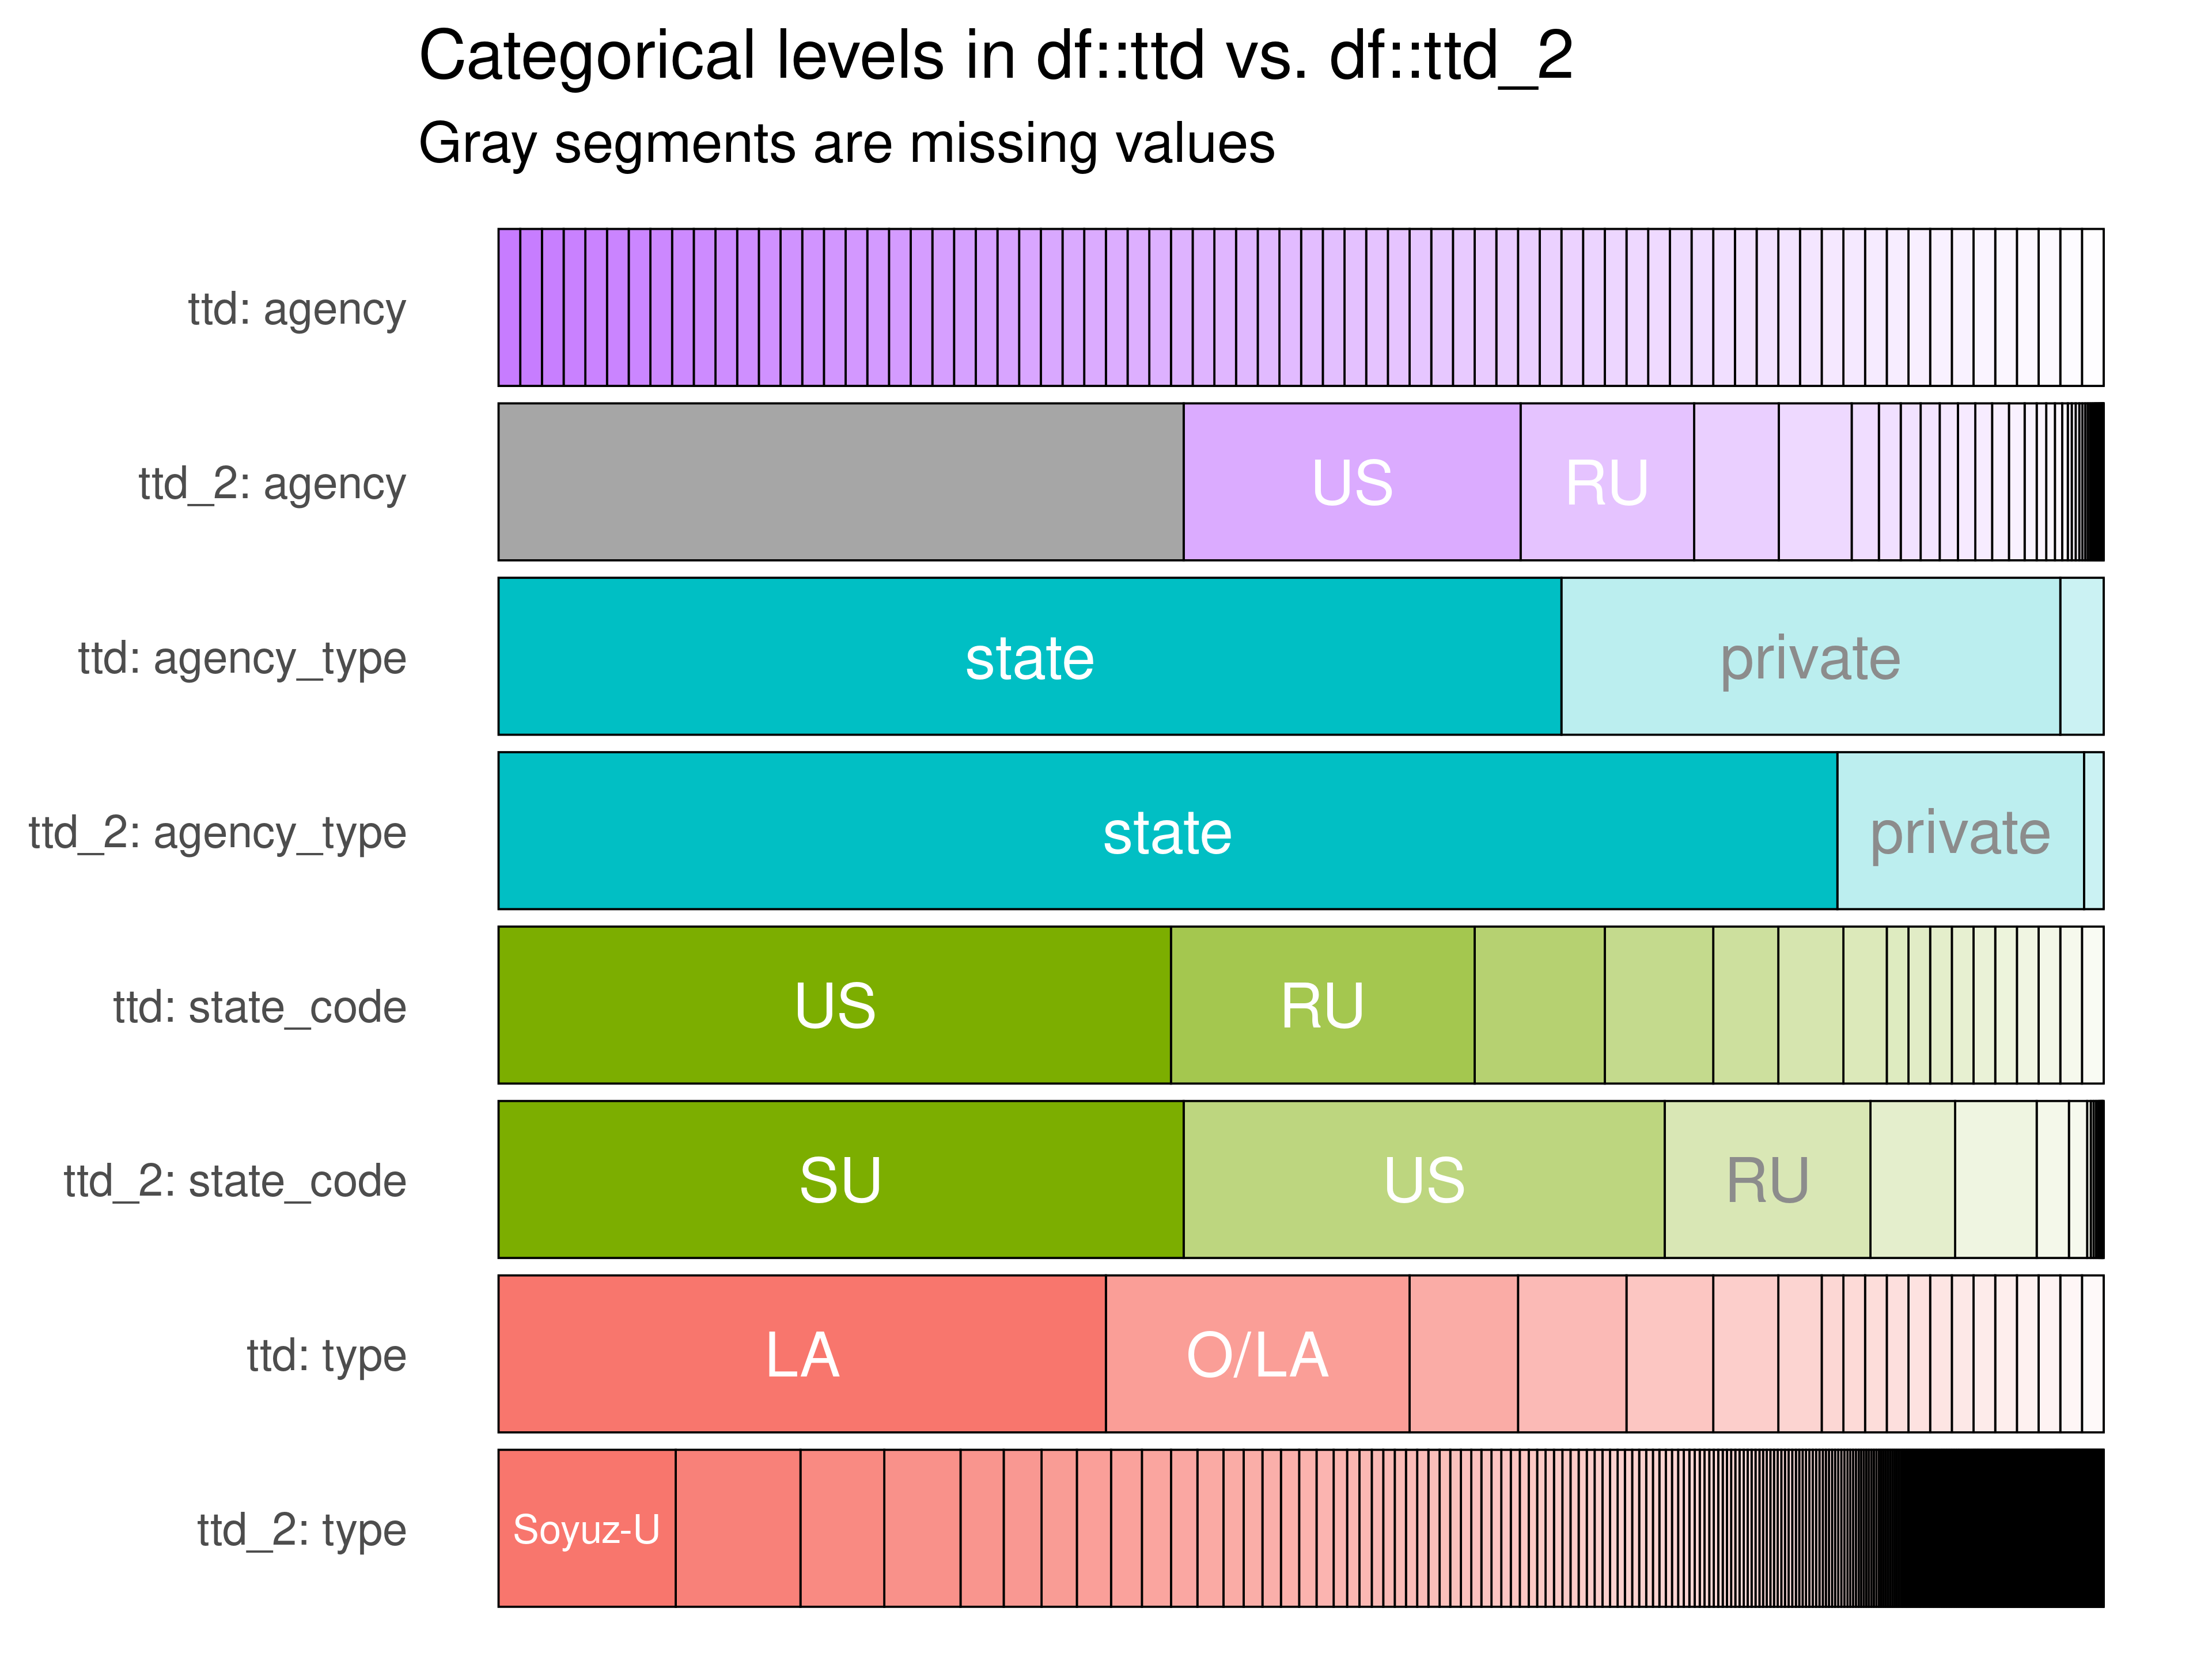 Categorical levels in df::ttd vs. df::ttd_2
Gray segments are missing values
ttd: agency
ttd_2: agency
US
RU
ttd: agency_type
state
private
ttd_2: agency_type
state
private
ttd: state_code
US
RU
ttd_2: state_code
SU
US
RU
ttd: type
LA
O/LA
ttd_2: type
Soyuz-U